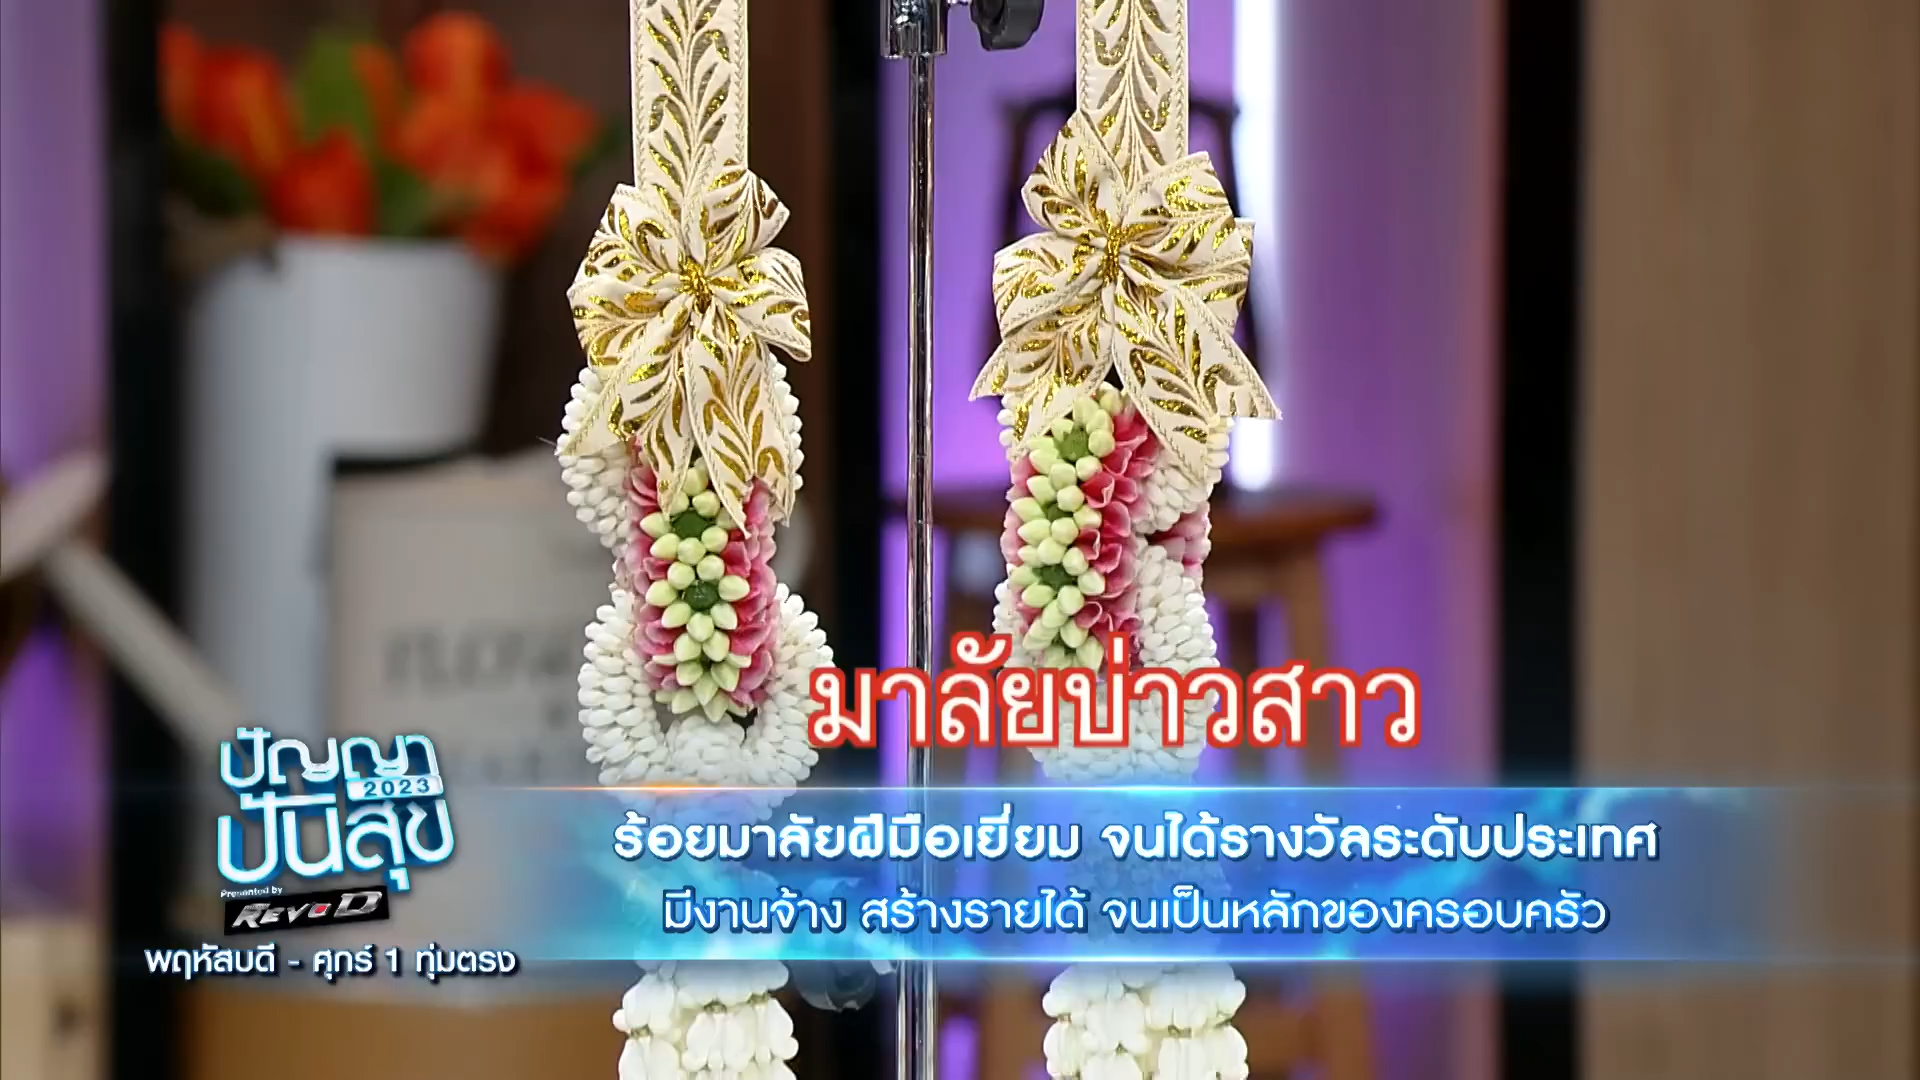 มาลัยบ่าวสาว
ปัญญา
2023
ปันสุข
Presented by
REVO D
พฤหัสบดี - ศุกร์ 1 ทุ่มตรง
ร้อยมาลัยฝีมือเยี่ยม จนได้รางวัลระดับประเทศ
มีงานจ้าง สร้างรายได้ จนเป็นหลักของครอบครัว